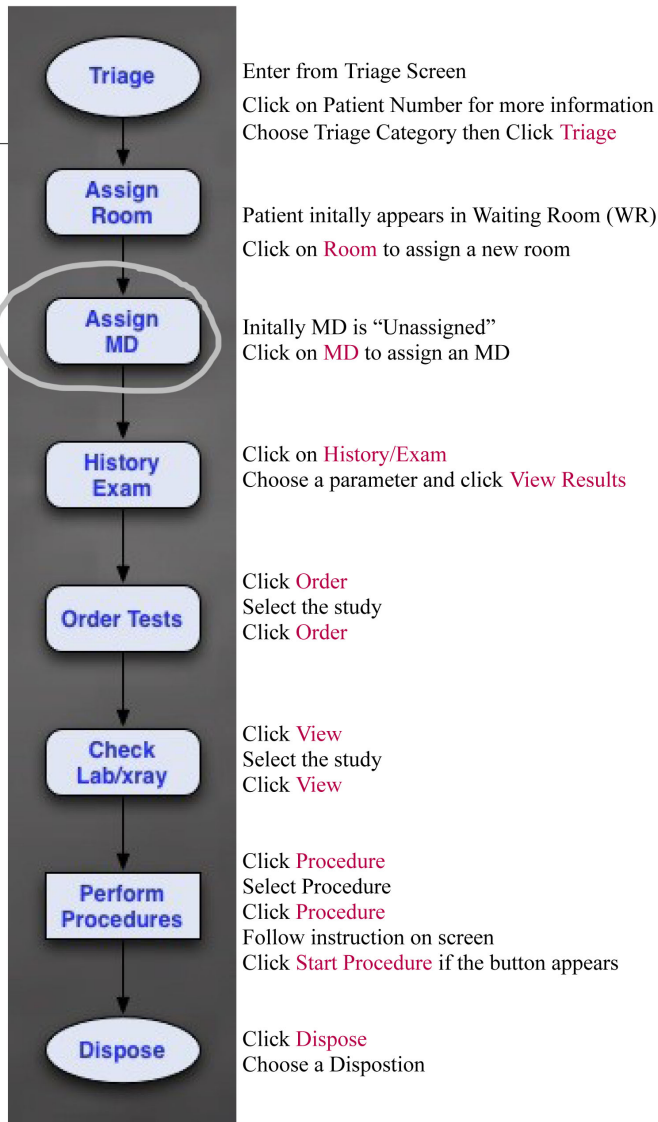 Triage
Enter from Triage Screen
Click on Patient Number for more information
Choose Triage Category then Click Triage
Assign
Room
Patient initally appears in Waiting Room (WR)
Click on Room to assign a new room
Assign
MD
Initally MD is “Unassigned”
Click on MD to assign an MD
History
Exam
Click on History/Exam
Choose a parameter and click View Results
Order Tests
Click Order
Select the study
Click Order
Check
Lab/xray
Click View
Select the study
Click View
Perform
Procedures
Click Procedure
Select Procedure
Click Procedure
Follow instruction on screen
Click Start Procedure if the button appears
Dispose
Click Dispose
Choose a Dispostion